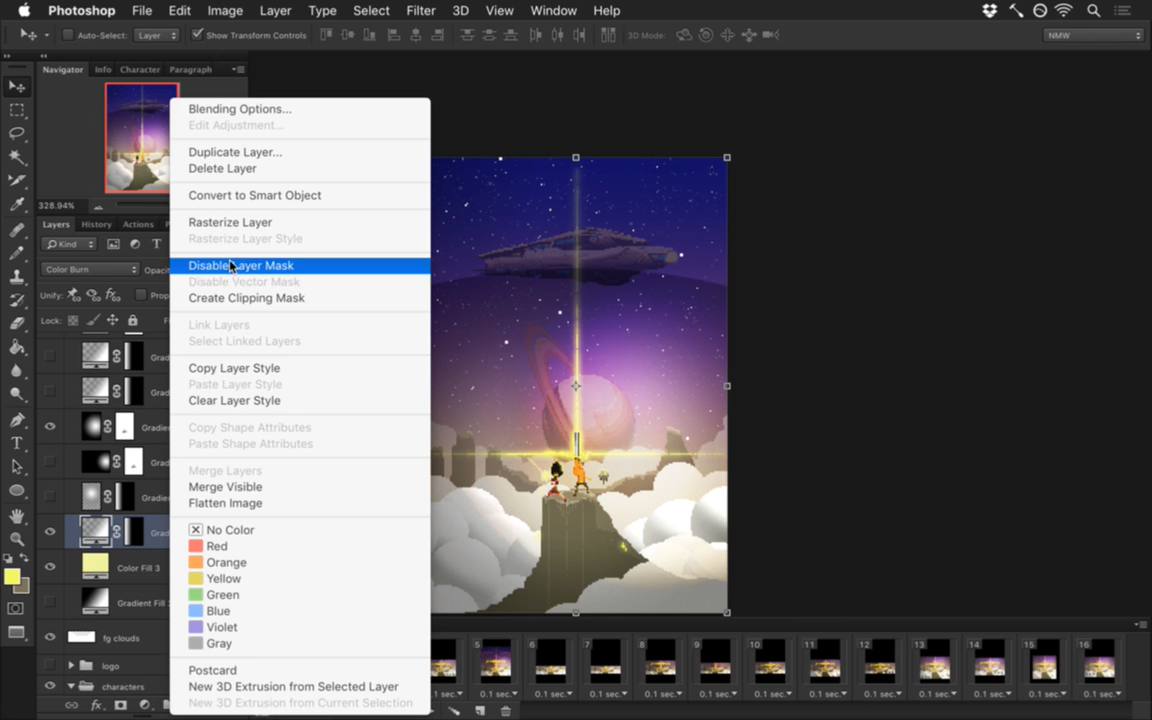 Photoshop File Edit Image Layer Type Select Filter 3D View Window Help
Auto-Select: Layer Show Transform Controls 3D Mode: NMW
Navigator Info Character Paragraph
328.94%
Layers History Actions
Kind
Color Burn
Unify:
Lock:
Grad
Grad
Gradie
Grad
Gradie
Grad
Color Fill 3
Gradient Fill
fg clouds
logo
characters
fx
Blending Options...
Edit Adjustment...
Duplicate Layer...
Delete Layer
Convert to Smart Object
Rasterize Layer
Rasterize Layer Style
Disable Layer Mask
Disable Vector Mask
Create Clipping Mask
Link Layers
Select Linked Layers
Copy Layer Style
Paste Layer Style
Clear Layer Style
Copy Shape Attributes
Paste Shape Attributes
Merge Layers
Merge Visible
Flatten Image
No Color
Red
Orange
Yellow
Green
Blue
Violet
Gray
Postcard
New 3D Extrusion from Selected Layer
New 3D Extrusion from Current Selection
5 6 7 8 9 10 11 12 13 14 15 16
0.1 sec. 0.1 sec. 0.1 sec. 0.1 sec. 0.1 sec. 0.1 sec. 0.1 sec. 0.1 sec. 0.1 sec. 0.1 sec. 0.1 sec. 0.1 sec.